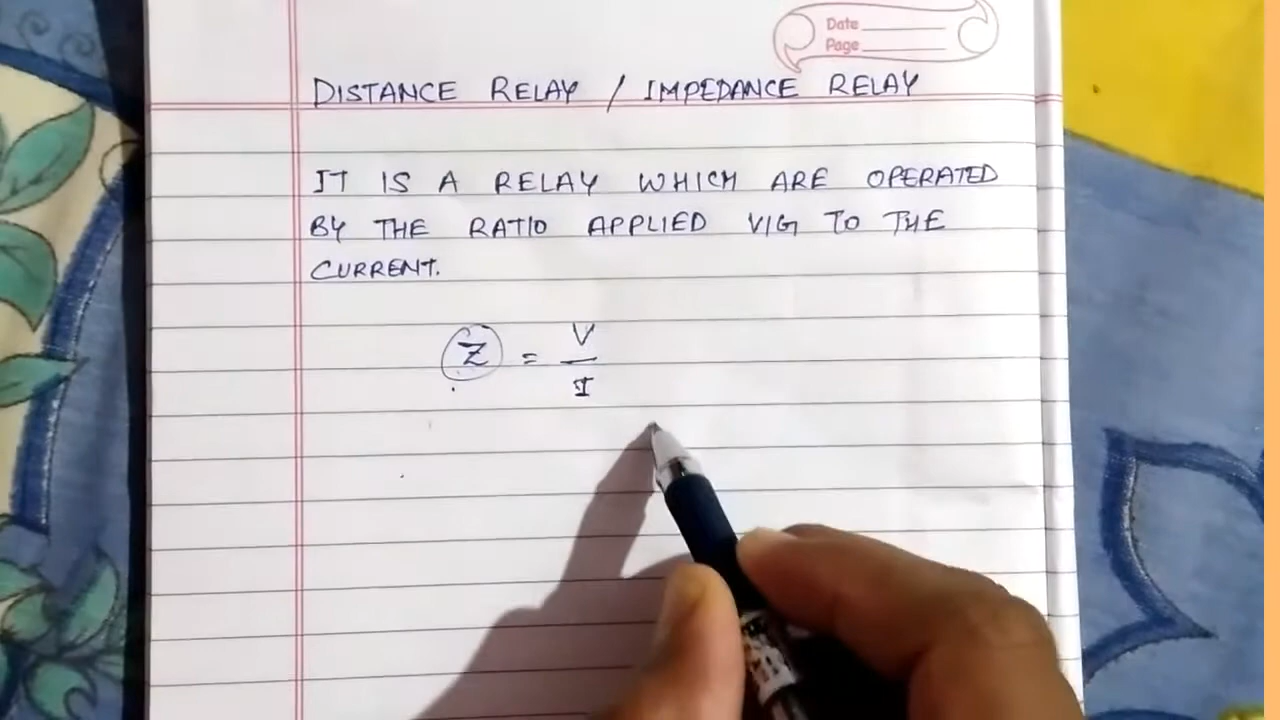 Date
Page
DISTANCE RELAY / IMPEDANCE RELAY
IT IS A RELAY WHICH ARE OPERATED
BY THE RATIO APPLIED V/G TO THE
CURRENT.
Z = V
I